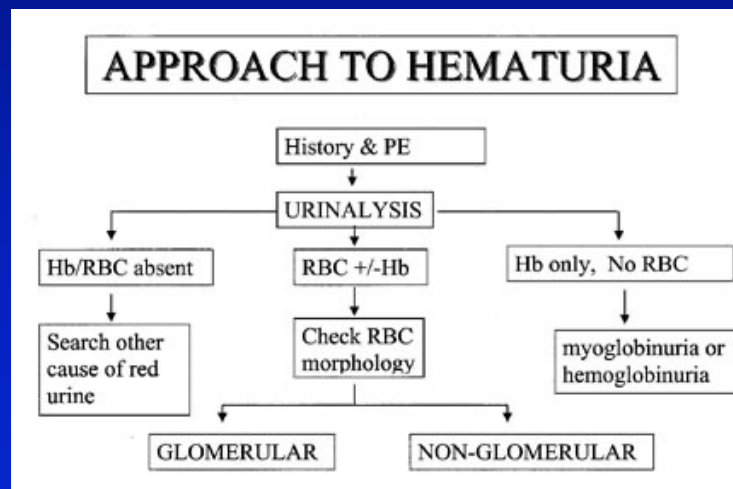 APPROACH TO HEMATURIA
History & PE
URINALYSIS
Hb/RBC absent
RBC +/-Hb
Hb only, No RBC
Search other
cause of red
urine
Check RBC
morphology
myoglobinuria or
hemoglobinuria
GLOMERULAR
NON-GLOMERULAR